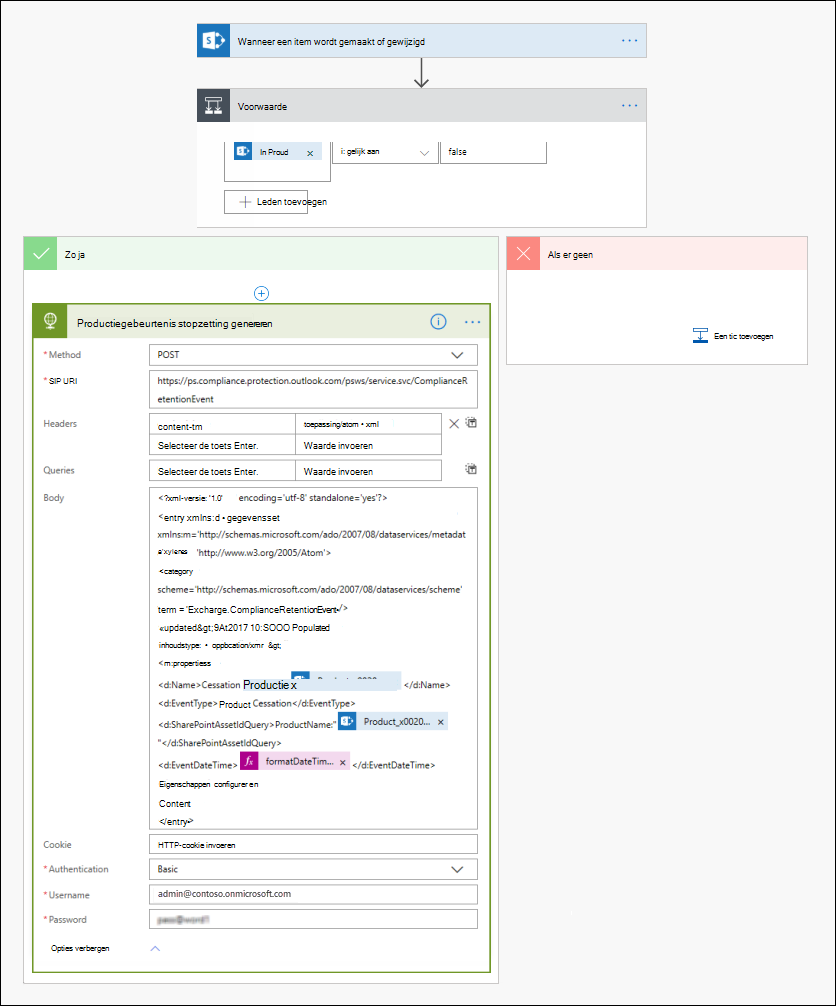 Wanneer een item wordt gemaakt of gewijzigd
Voorwaarde
In Proud x i: gelijk aan false
+ Leden toevoegen
Zo ja
Als er geen
Een tic toevoegen
Productiegebeurtenis stopzetting genereren
* Method POST
* SIP URI https://ps.compliance.protection.outlook.com/psws/service.svc/ComplianceR
etentionEvent
Headers content-tm toepassing/atom • xml
Selecteer de toets Enter. Waarde invoeren
Queries Selecteer de toets Enter. Waarde invoeren
Body <?xml-versie: '1.0' encoding='utf-8' standalone='yes'?>
<entry xmlns:d • gegevensset
xmlns:m='http://schemas.microsoft.com/ado/2007/08/dataservices/metadat
'http://www.w3.org/2005/Atom'>
<category
scheme='http://schemas.microsoft.com/ado/2007/08/dataservices/scheme'
term = 'Excharge.ComplianceRetentionEvent•/>
«updated&gt;9At2017 10:SOOO Populated
inhoudstype: • oppbcation/xmr &gt;
<m:propertiess
<d:Name>Cessation Productie x </d:Name>
<d:EventType> Product Cessation</d:EventType>
<d:SharePointAssetIdQuery>ProductName:" Product_x0020... x
"</d:SharePointAssetIdQuery>
<d:EventDateTime> fx formatDateTim... x </d:EventDateTime>
Eigenschappen configureren
Content
</entry•>
Cookie HTTP-cookie invoeren
* Authentication Basic
* Username admin@contoso.onmicrosoft.com
* Password
Opties verbergen